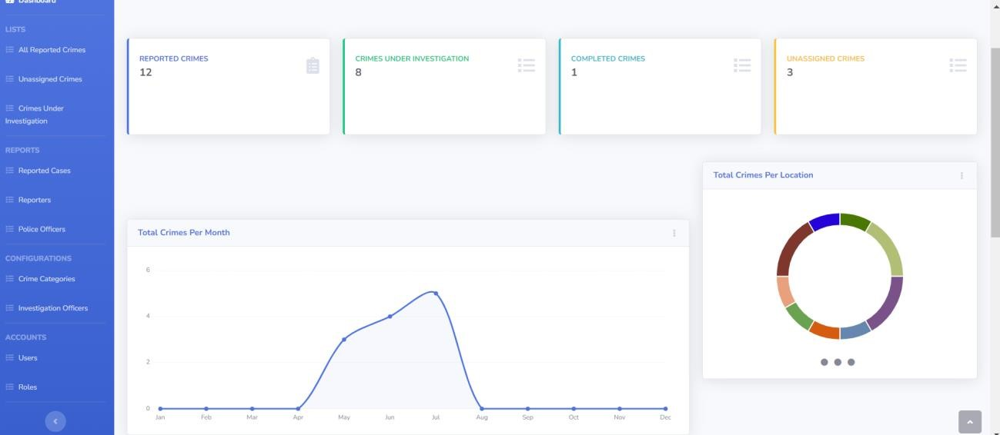 Dashboard
LISTS
All Reported Crimes
Unassigned Crimes
Crimes Under
Investigation
REPORTS
Reported Cases
Reporters
Police Officers
CONFIGURATIONS
Crime Categories
Investigation Officers
ACCOUNTS
Users
Roles
REPORTED CRIMES
12
CRIMES UNDER INVESTIGATION
8
COMPLETED CRIMES
1
UNASSIGNED CRIMES
3
Total Crimes Per Month
6
4
2
0
Jan Feb Mar Apr May Jun Jul Aug Sep Oct Nov Dec
Total Crimes Per Location